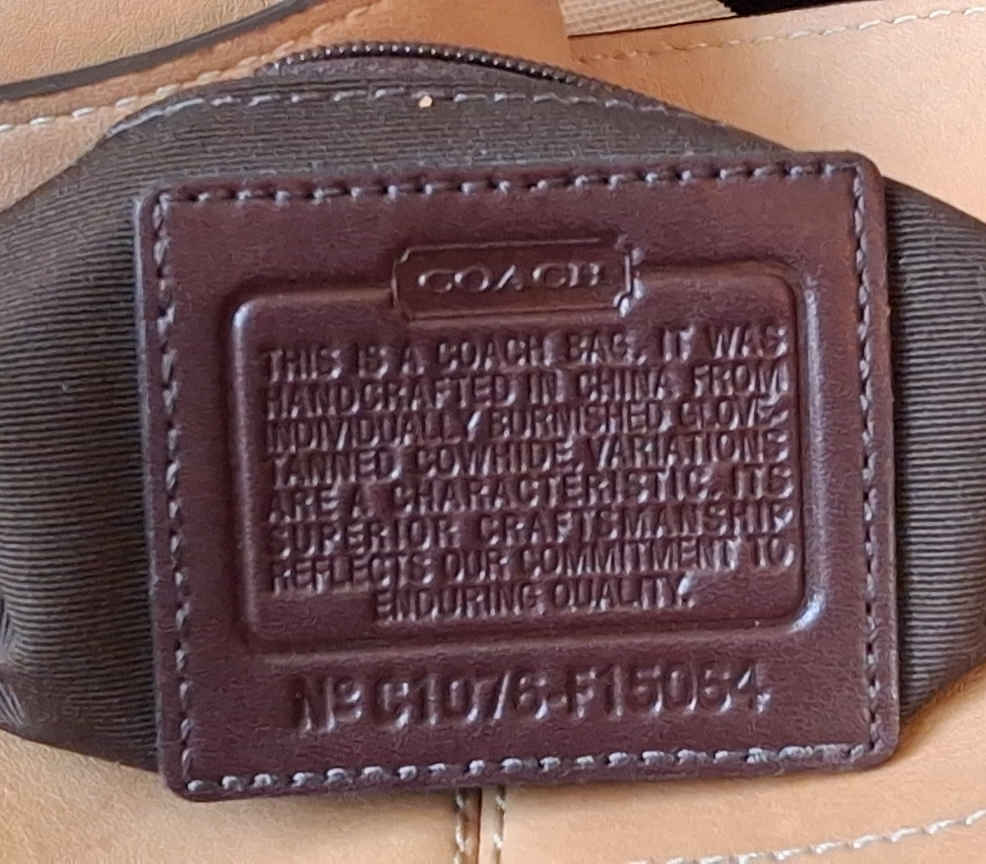 COACH
THIS IS A COACH BAG. IT WAS
HANDCRAFTED IN CHINA FROM
INDIVIDUALLY BURNISHED GLOVE-
TANNED COWHIDE. VARIATIONS
ARE A CHARACTERISTIC. ITS
SUPERIOR CRAFTSMANSHIP
REFLECTS OUR COMMITMENT TO
ENDURING QUALITY.
Nº C1076-F15064